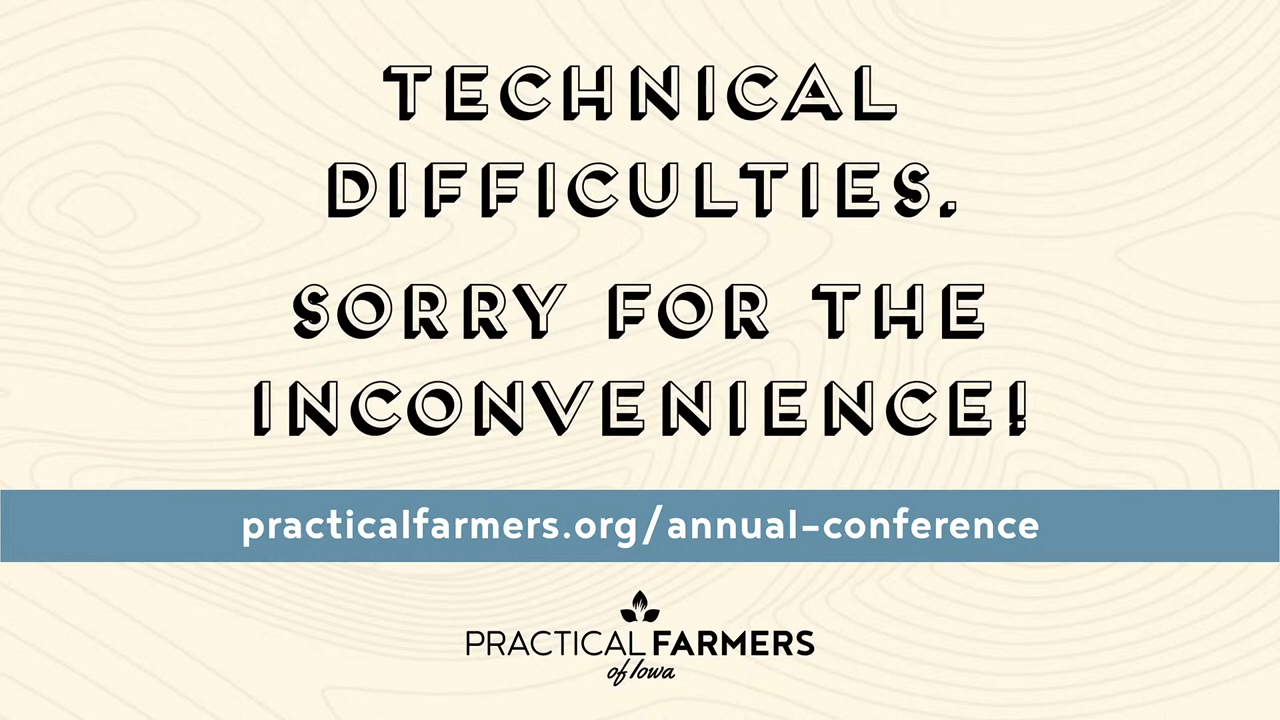 TECHNICAL
DIFFICULTIES.
SORRY FOR THE
INCONVENIENCE!
practicalfarmers.org/annual-conference
PRACTICAL FARMERS
of Iowa